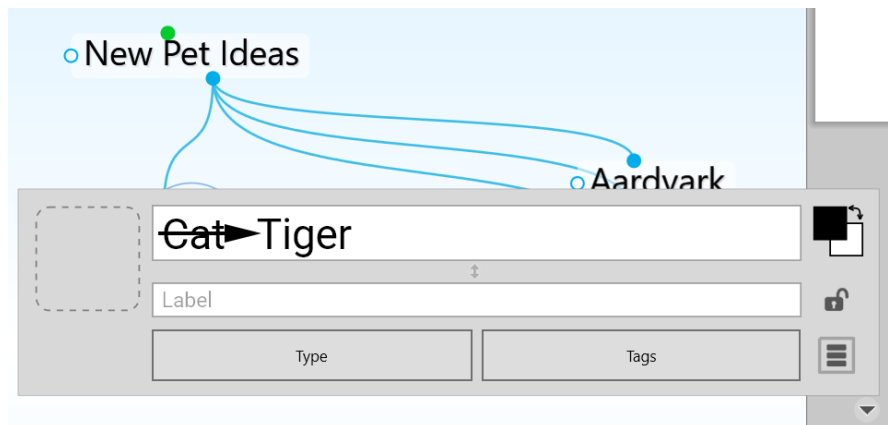 New Pet Ideas
Aardvark
Cat Tiger
Label
Type
Tags